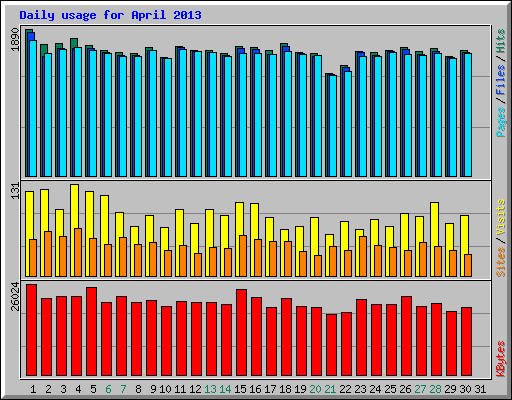 Daily usage for April 2013
1890
Pages/Files/Hits
131
Sites/Visits
26024
KBytes
1 2 3 4 5 6 7 8 9 10 11 12 13 14 15 16 17 18 19 20 21 22 23 24 25 26 27 28 29 30 31